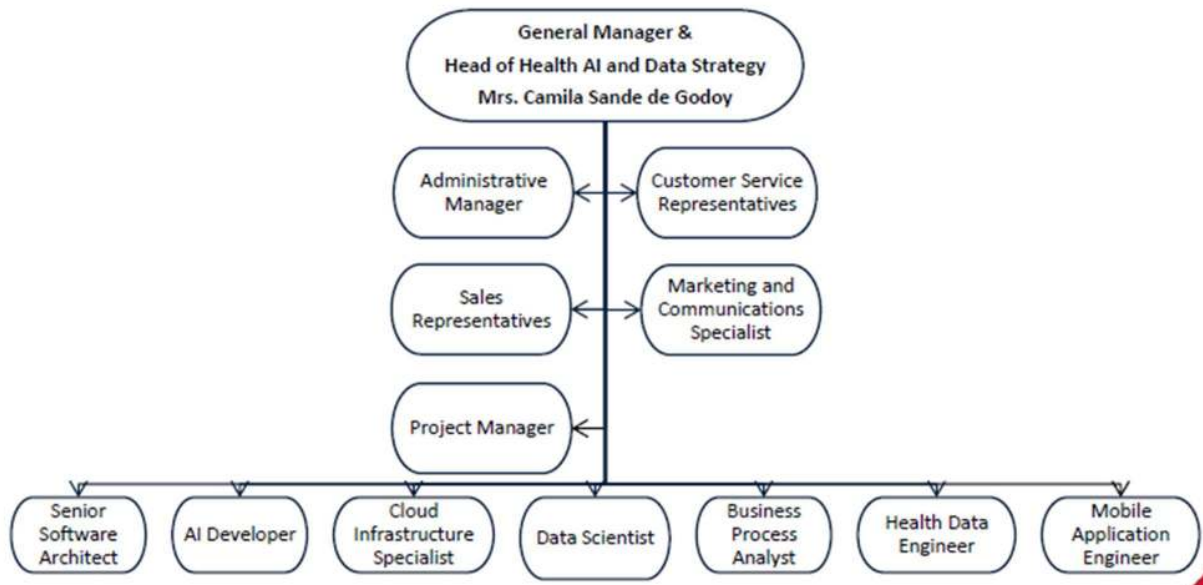 General Manager &
Head of Health AI and Data Strategy
Mrs. Camila Sande de Godoy
Administrative
Manager
Customer Service
Representatives
Sales
Representatives
Marketing and
Communications
Specialist
Project Manager
Senior
Software
Architect
AI Developer
Cloud
Infrastructure
Specialist
Data Scientist
Business
Process
Analyst
Health Data
Engineer
Mobile
Application
Engineer